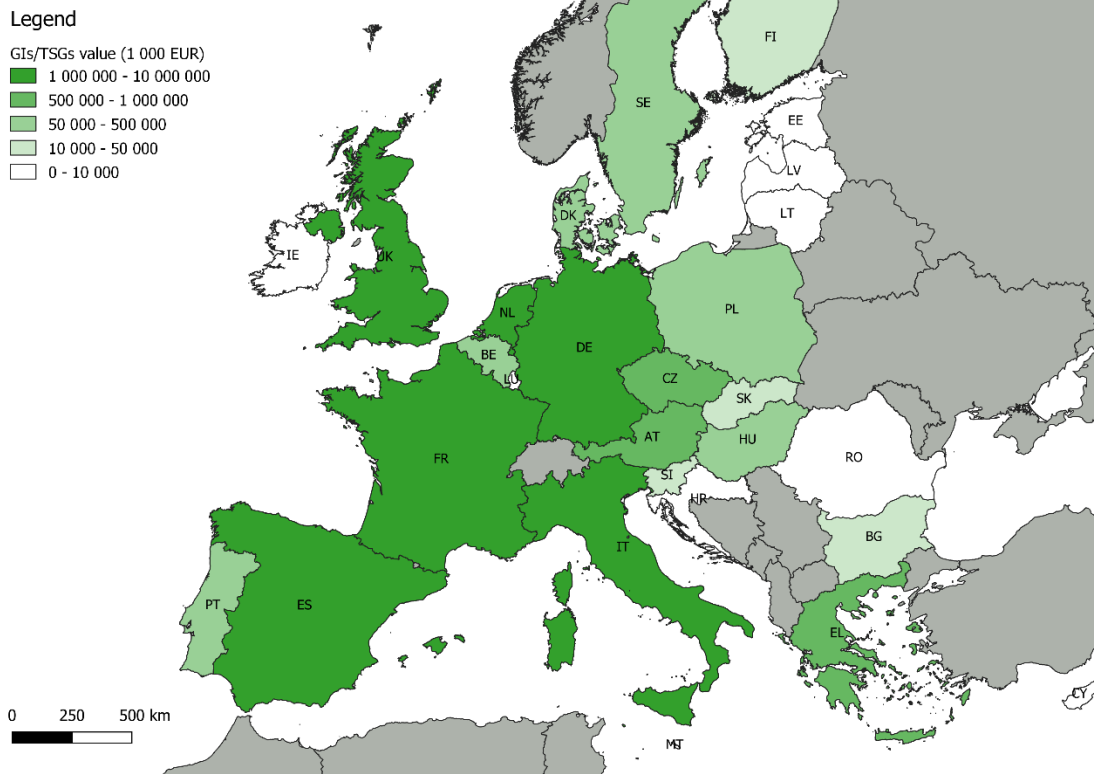 Legend
GIs/TSGs value (1 000 EUR)
1 000 000 - 10 000 000
500 000 - 1 000 000
50 000 - 500 000
10 000 - 50 000
0 - 10 000
FI
SE
EE
LV
LT
DK
IE
UK
NL
PL
DE
BE
LU
CZ
SK
AT
HU
FR
RO
SI
HR
BG
IT
PT
ES
EL
CY
0 250 500 km